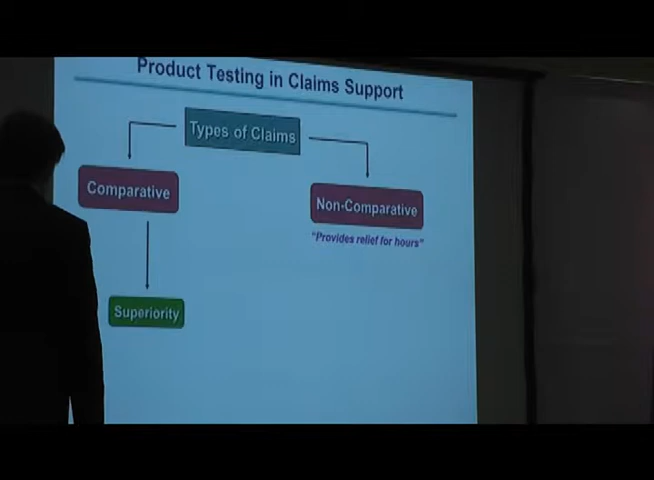 Product Testing in Claims Support
Types of Claims
Comparative
Non-Comparative
"Provides relief for hours"
Superiority